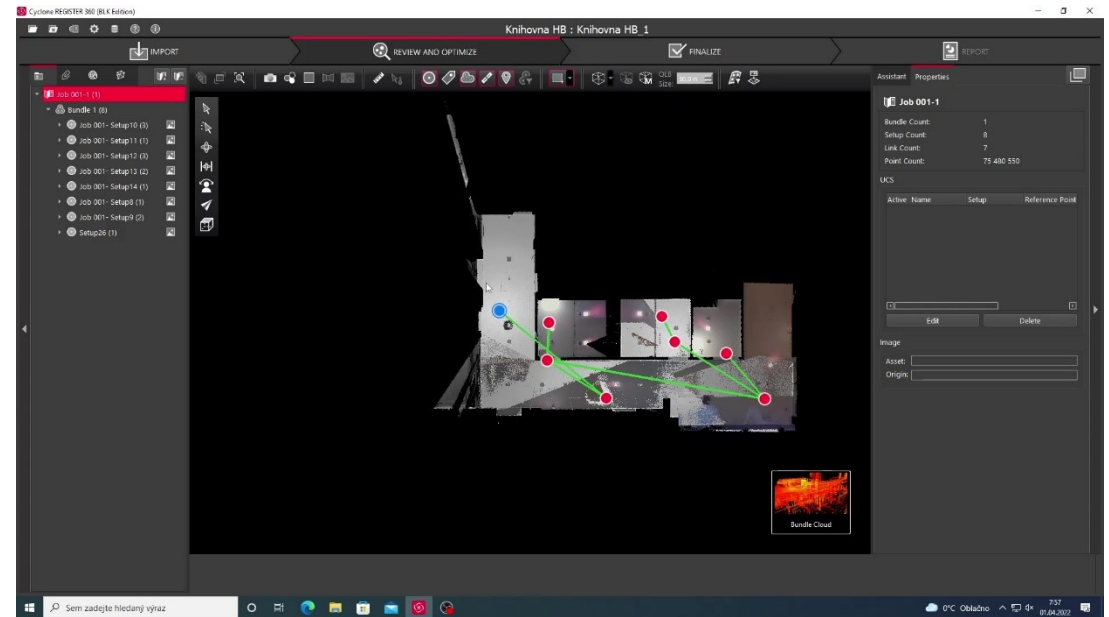 Cyclone REGISTER 360 (BLK Edition)
Knihovna HB : Knihovna HB_1
IMPORT
REVIEW AND OPTIMIZE
FINALIZE
REPORT
OLD
Size:
Assistant Properties
Job 001-1 (1)
Bundle 1 (8)
Job 001- Setup10 (3)
Job 001- Setup11 (1)
Job 001- Setup12 (3)
Job 001- Setup13 (2)
Job 001- Setup14 (1)
Job 001- Setup8 (1)
Job 001- Setup9 (2)
Setup26 (1)
Job 001-1
Bundle Count: 1
Setup Count: 8
Link Count: 7
Point Count: 75 480 550
UCS
Active Name Setup Reference Point
Edit Delete
Image
Asset:
Origin:
Bundle Cloud
Sem zadejte hledaný výraz
0°C Oblačno
7:57
01.04.2022